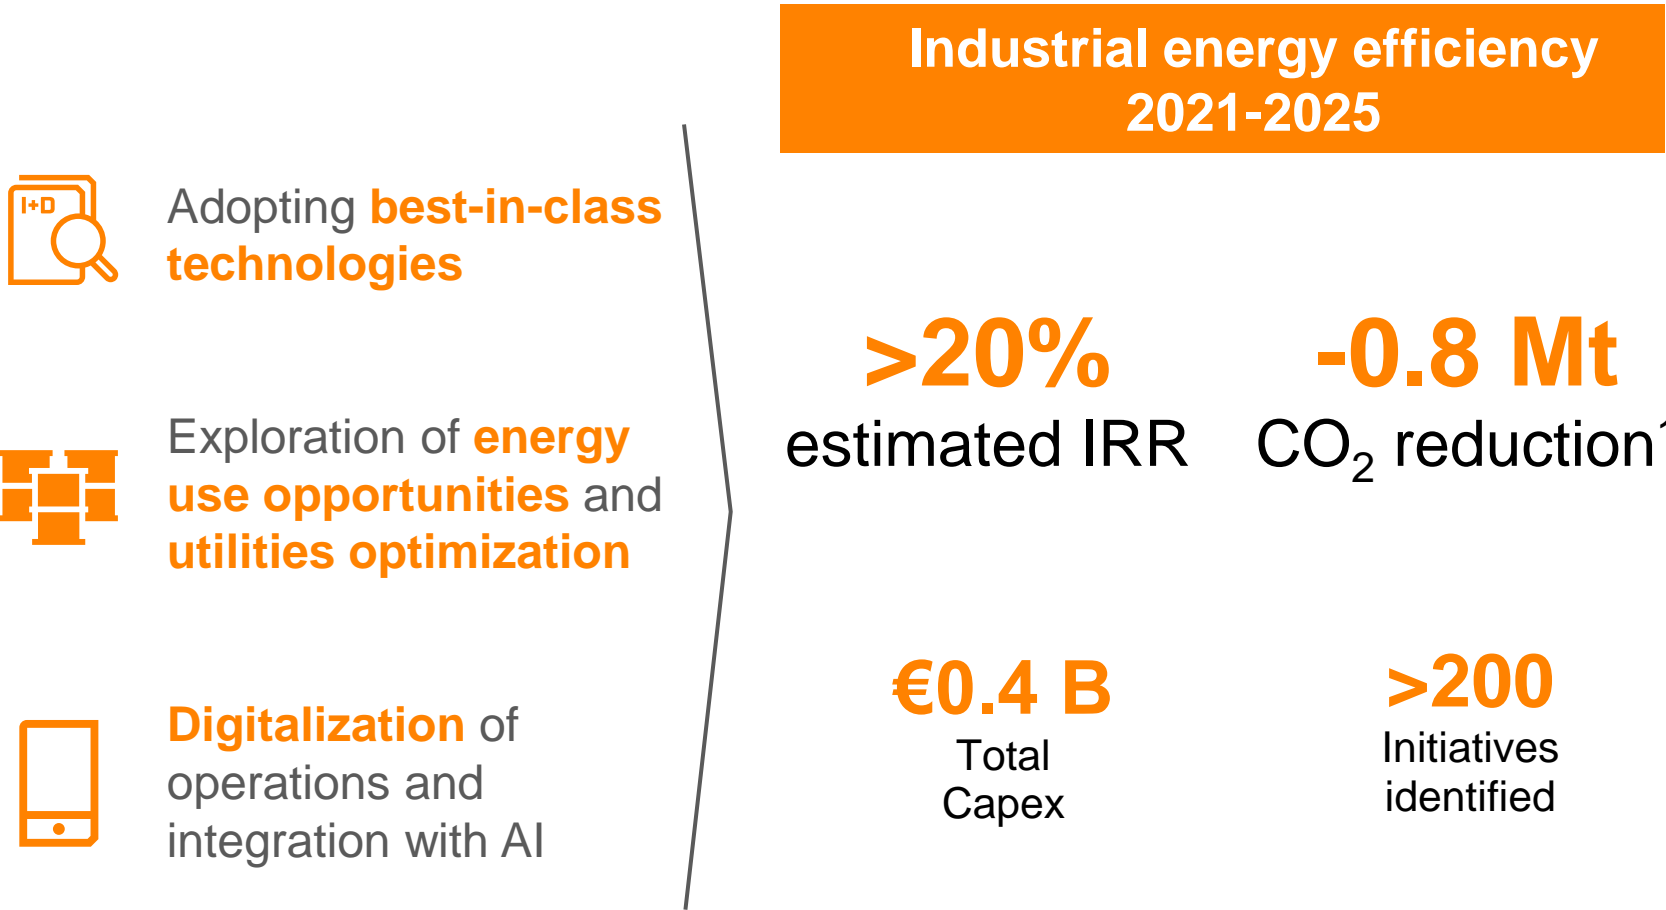 I+D
Adopting best-in-class
technologies
Exploration of energy
use opportunities and
utilities optimization
Digitalization of
operations and
integration with AI
Industrial energy efficiency
2021-2025
>20%
estimated IRR
-0.8 Mt
CO₂ reduction¹
€0.4 B
Total
Capex
>200
Initiatives
identified